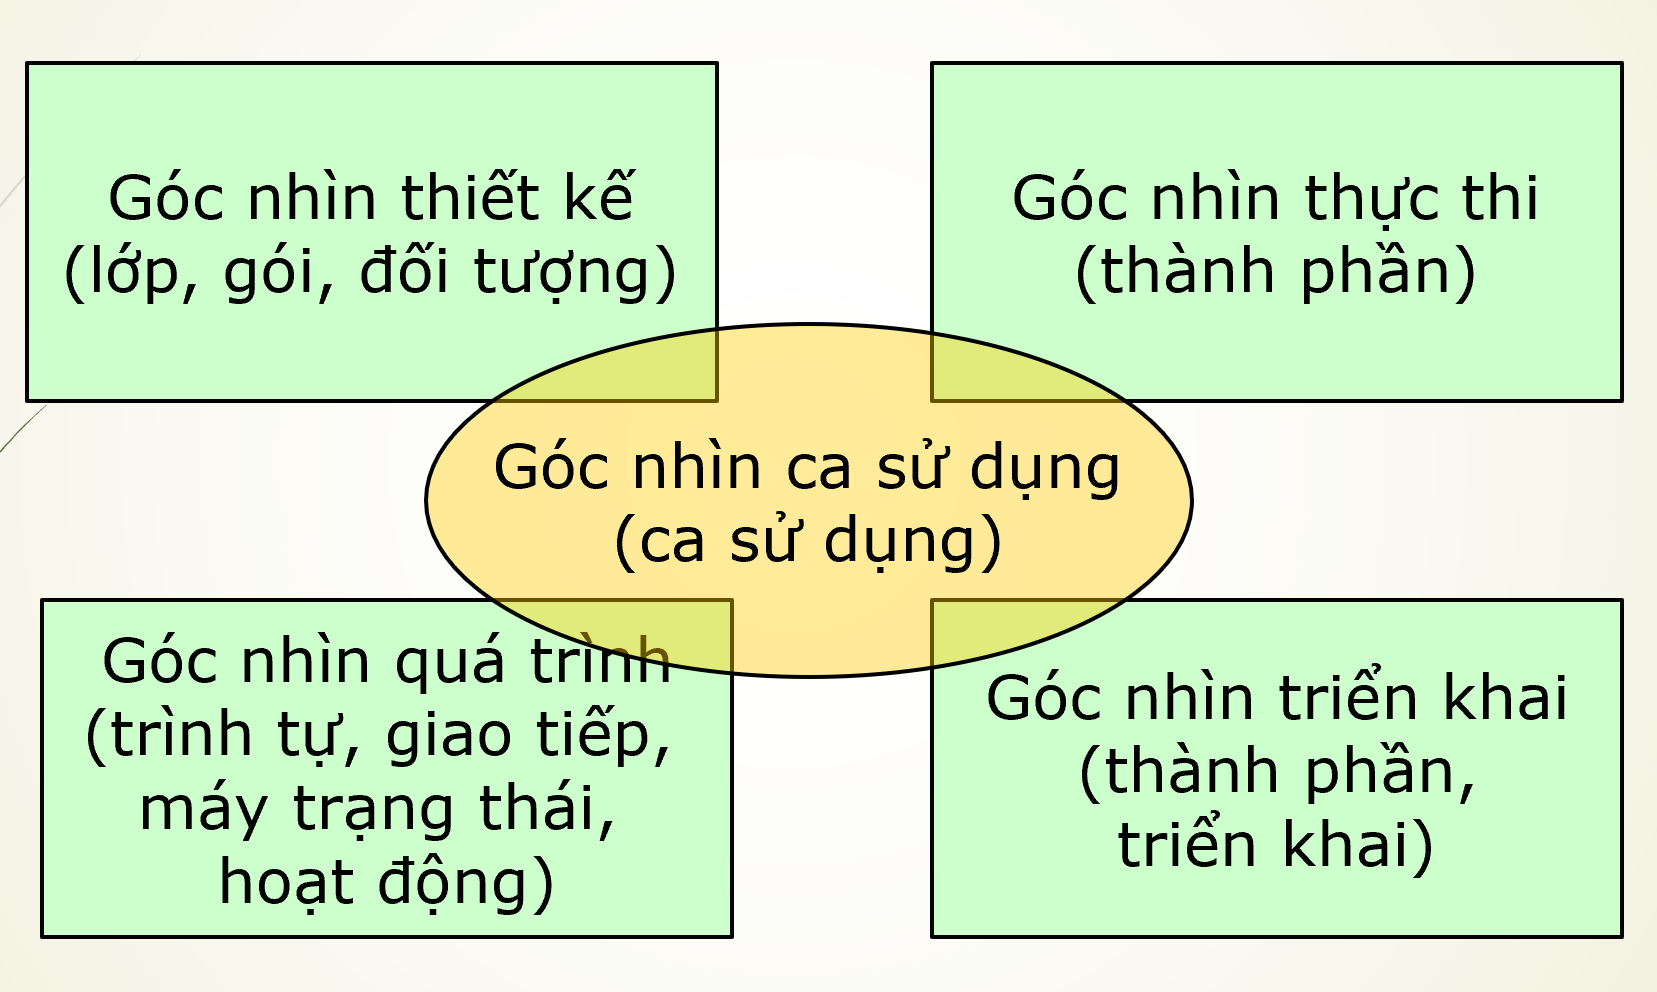 Góc nhìn thiết kế
(lớp, gói, đối tượng)
Góc nhìn thực thi
(thành phần)
Góc nhìn ca sử dụng
(ca sử dụng)
Góc nhìn quá trình
(trình tự, giao tiếp,
máy trạng thái,
hoạt động)
Góc nhìn triển khai
(thành phần,
triển khai)